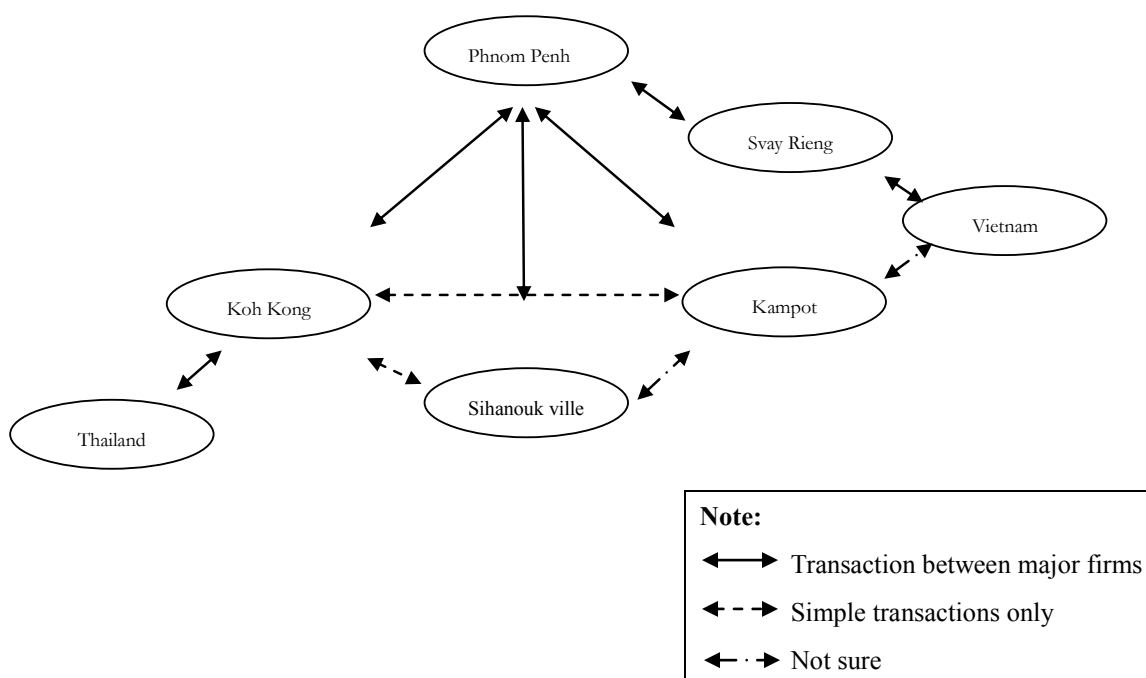 Phnom Penh
Svay Rieng
Vietnam
Koh Kong
Kampot
Sihanouk ville
Thailand
Note:
Transaction between major firms
Simple transactions only
Not sure